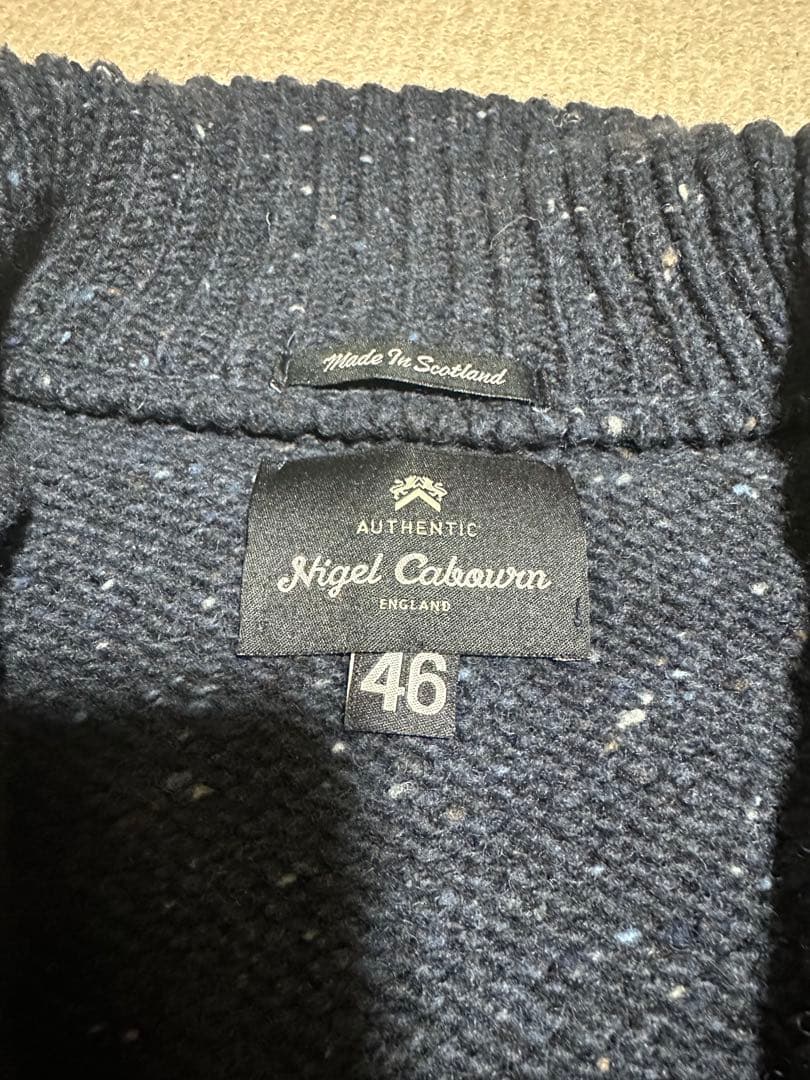 Made In Scotland
AUTHENTIC
Nigel Cabourn
ENGLAND
46